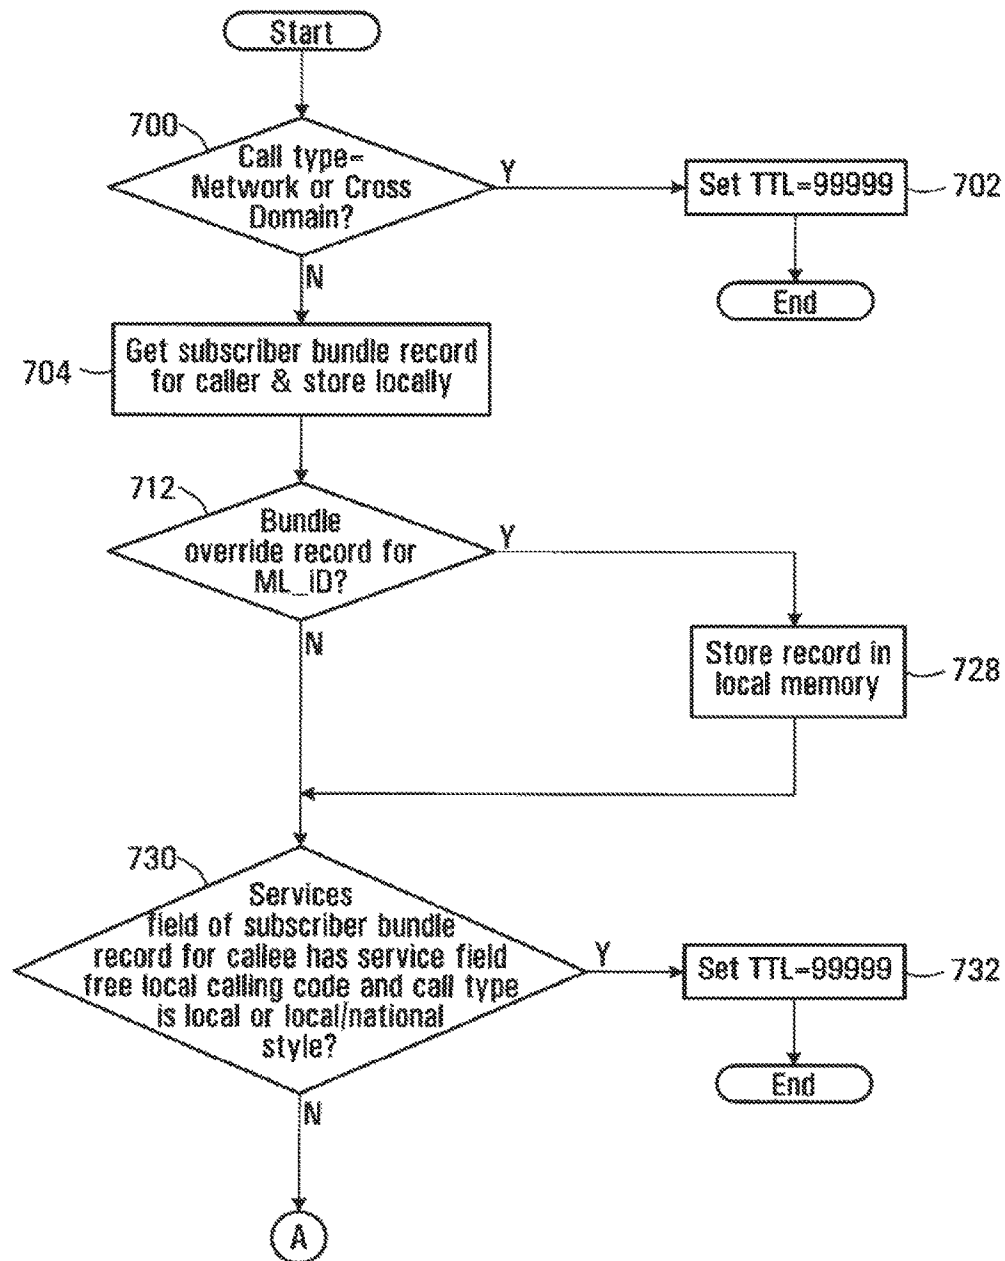 Start
700
Call type=
Network or Cross
Domain?
Y
Set TTL=99999
702
N
End
704
Get subscriber bundle record
for caller & store locally
712
Bundle
override record for
ML_iD?
Y
N
Store record in
local memory
728
730
Services
field of subscriber bundle
record for callee has service field
free local calling code and call type
is local or local/national
style?
Y
Set TTL=99999
732
End
N
A